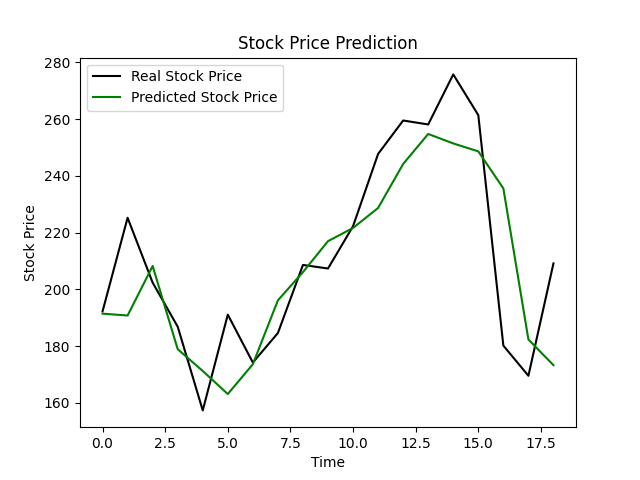 Stock Price Prediction
Real Stock Price
Predicted Stock Price
280
260
240
220
200
180
160
Stock Price
0.0 2.5 5.0 7.5 10.0 12.5 15.0 17.5
Time